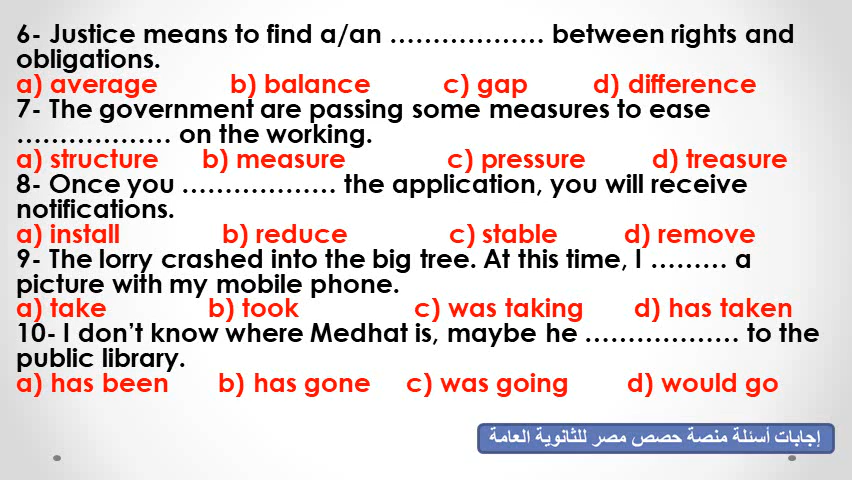 6- Justice means to find a/an ……………… between rights and
obligations.
a) average b) balance c) gap d) difference
7- The government are passing some measures to ease
……………… on the working.
a) structure b) measure c) pressure d) treasure
8- Once you ……………… the application, you will receive
notifications.
a) install b) reduce c) stable d) remove
9- The lorry crashed into the big tree. At this time, I ……… a
picture with my mobile phone.
a) take b) took c) was taking d) has taken
10- I don’t know where Medhat is, maybe he ……………… to the
public library.
a) has been b) has gone c) was going d) would go
إجابات أسئلة منصة حصص مصر للثانوية العامة